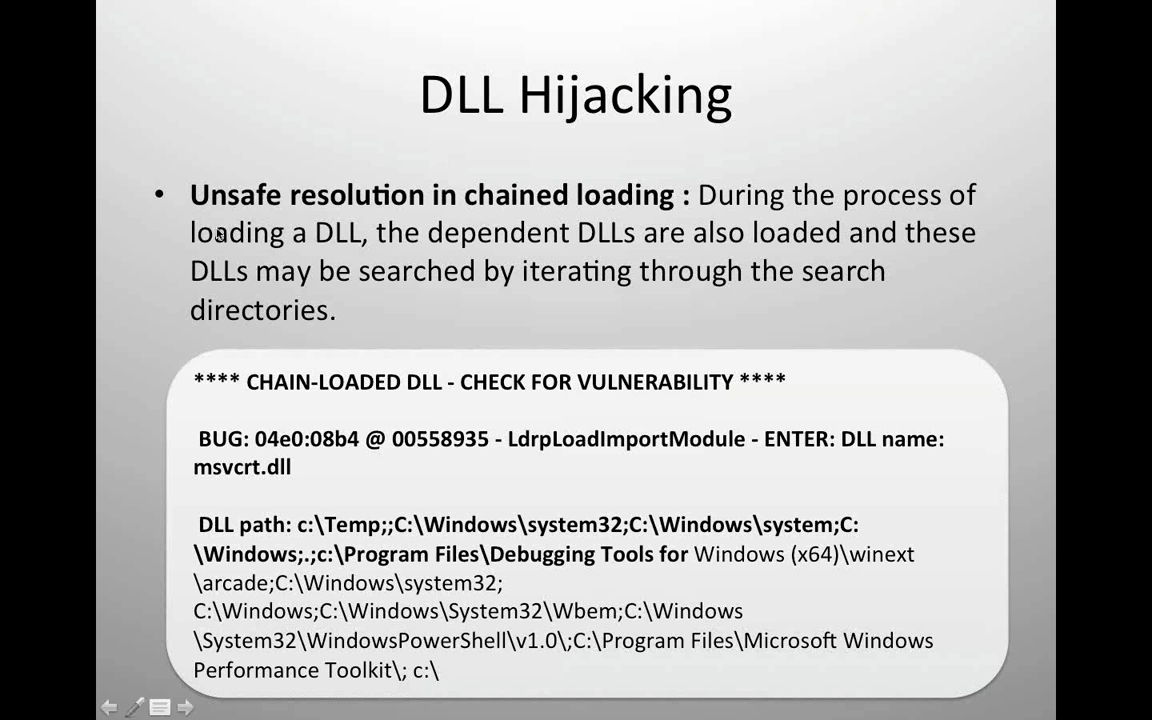 DLL Hijacking
• Unsafe resolution in chained loading : During the process of
loading a DLL, the dependent DLLs are also loaded and these
DLLs may be searched by iterating through the search
directories.
**** CHAIN-LOADED DLL - CHECK FOR VULNERABILITY ****
BUG: 04e0:08b4 @ 00558935 - LdrpLoadImportModule - ENTER: DLL name:
msvcrt.dll
DLL path: c:\Temp;;C:\Windows\system32;C:\Windows\system;C:
\Windows;.;c:\Program Files\Debugging Tools for Windows (x64)\winext
\arcade;C:\Windows\system32;
C:\Windows;C:\Windows\System32\Wbem;C:\Windows
\System32\WindowsPowerShell\v1.0\;C:\Program Files\Microsoft Windows
Performance Toolkit\; c:\